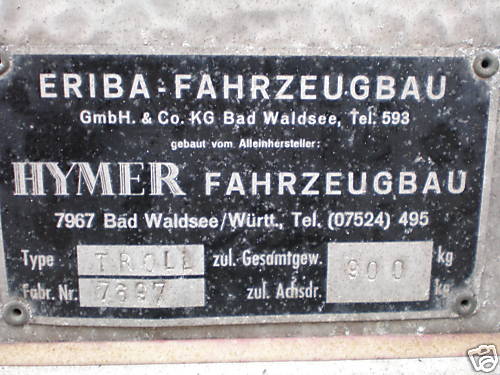 ERIBA-FAHRZEUGBAU
GmbH. & Co. KG Bad Waldsee, Tel. 593
gebaut vom Alleinhersteller:
HYMER FAHRZEUGBAU
7967 Bad Waldsee/Württ., Tel. (07524) 495
Type TROLL zul. Gesamtgew. 900 kg
Fabr. Nr. 7697 zul. Achsdr. kg
ebY